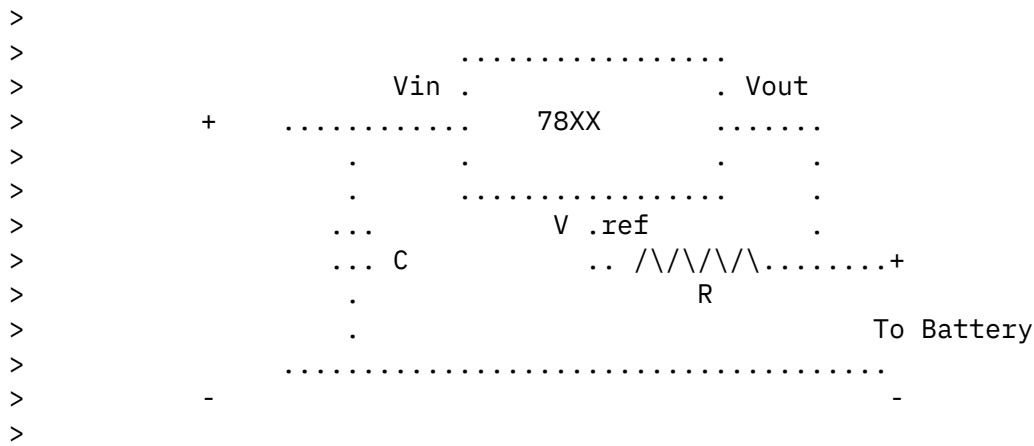 >
>                       .................
>                  Vin .               . Vout
>       +    ............    78XX       .......
>                .      .               .     .
>                .      .................     .
>               ...          V .ref           .
>               ... C          .. /\/\/\/\........+
>                .                    R
>                .                               To Battery
>            ......................................
>       -                                         -
>